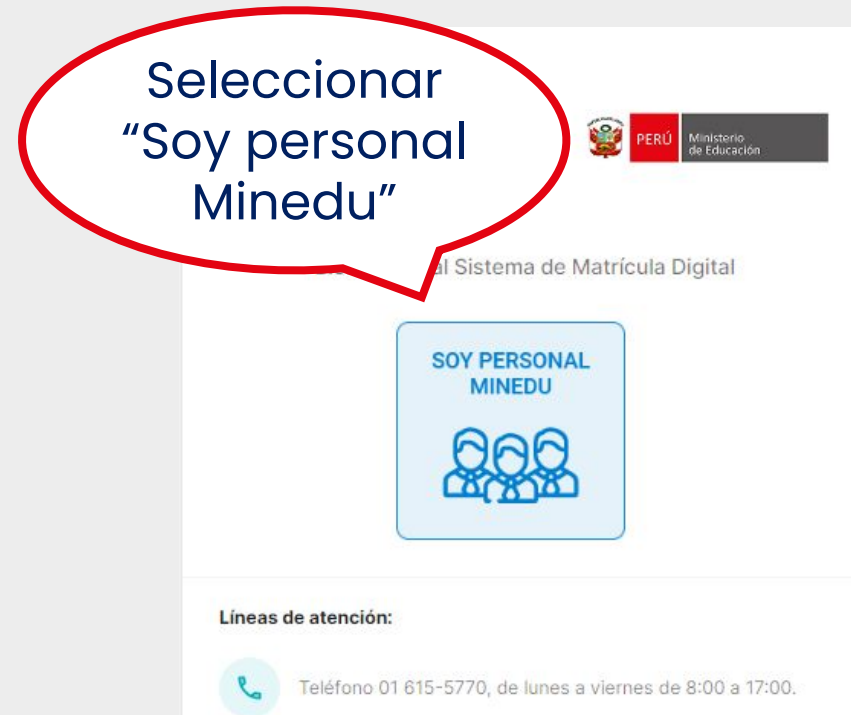 Seleccionar
“Soy personal
Minedu”
PERÚ
Ministerio
de Educación
al Sistema de Matrícula Digital
SOY PERSONAL
MINEDU
Líneas de atención:
Teléfono 01 615-5770, de lunes a viernes de 8:00 a 17:00.